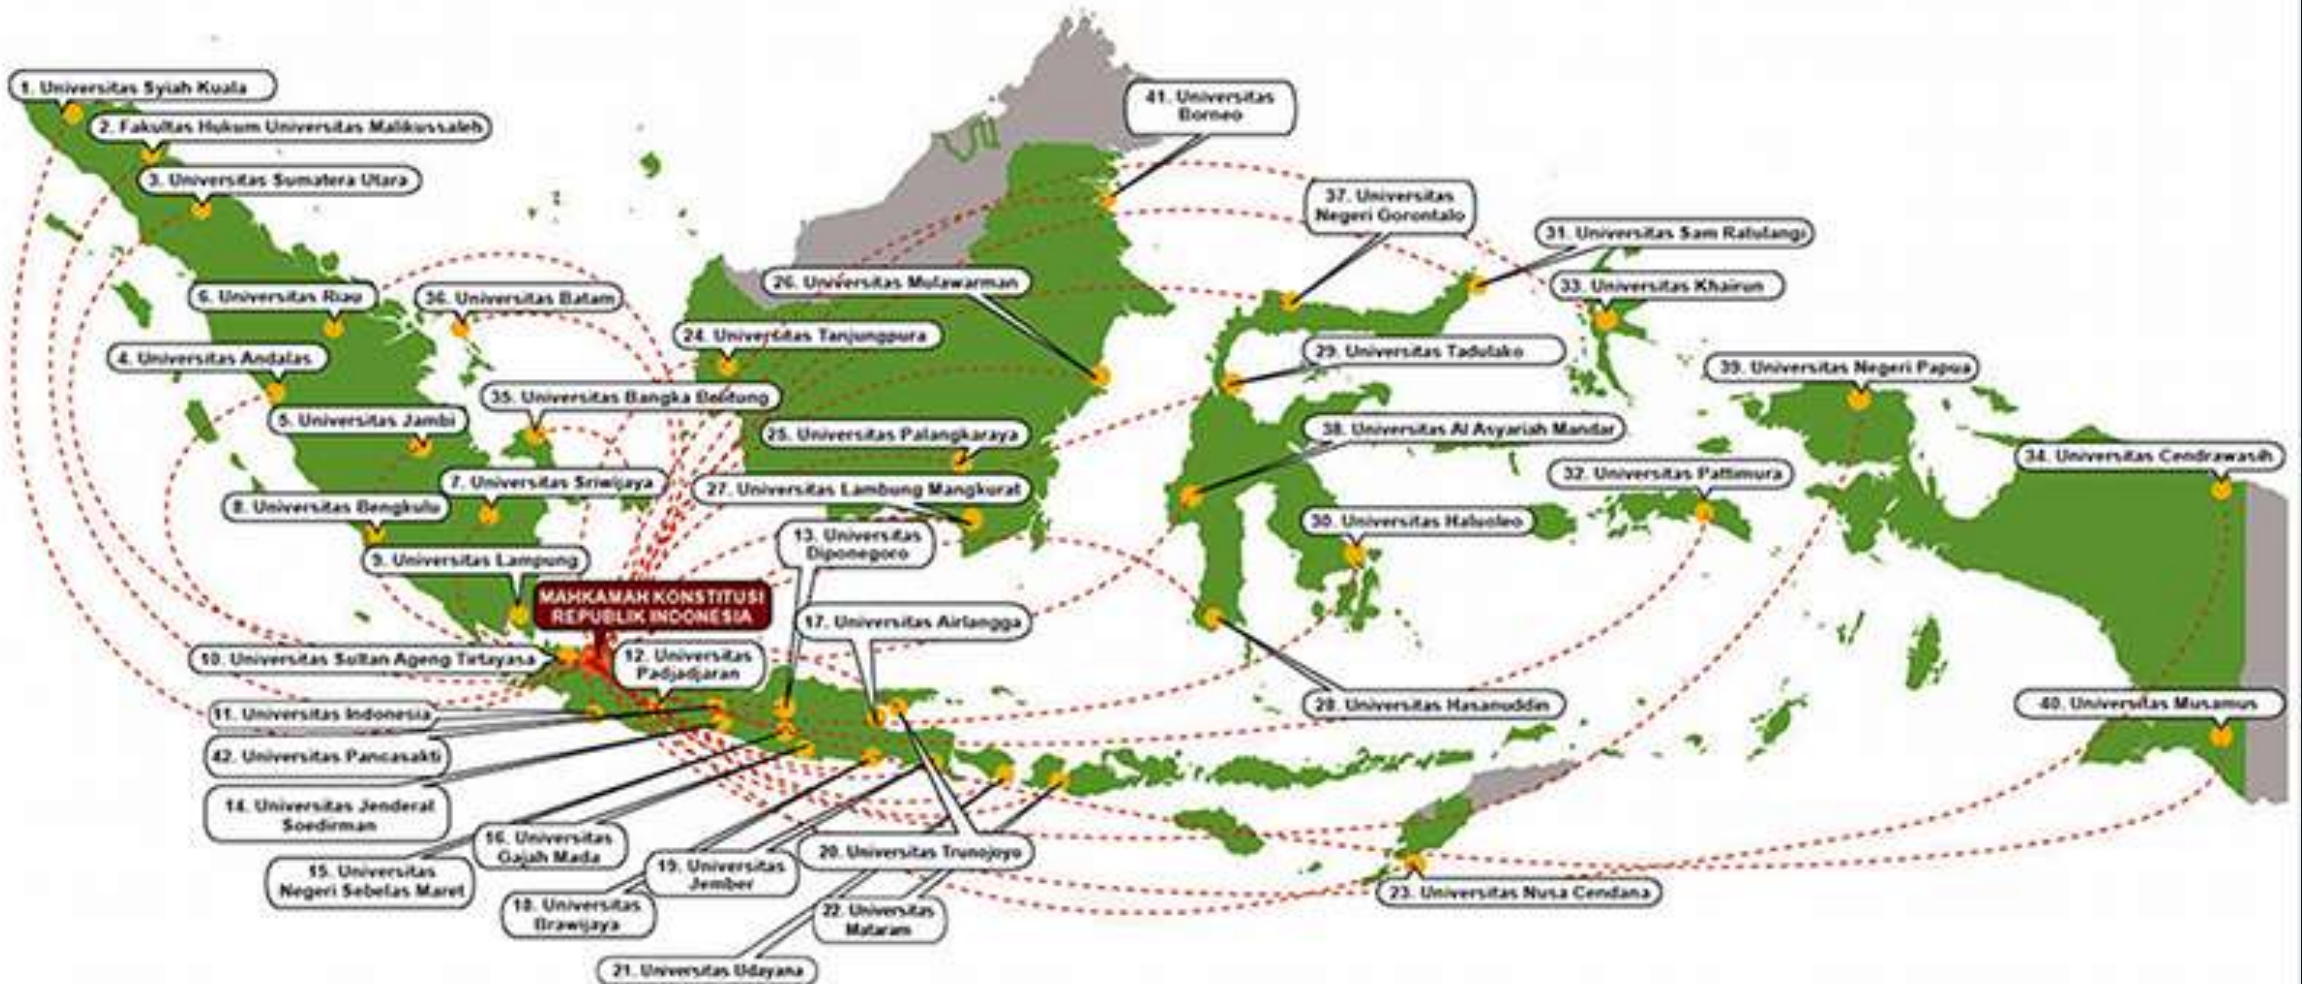 1. Universitas Syiah Kuala
2. Fakultas Hukum Universitas Malikussaleh
3. Universitas Sumatera Utara
41. Universitas
Borneo
37. Universitas
Negeri Gorontalo
31. Universitas Sam Ratulangi
6. Universitas Riau
36. Universitas Batam
26. Universitas Mulawarman
33. Universitas Khairun
4. Universitas Andalas
24. Universitas Tanjungpura
29. Universitas Tadulako
39. Universitas Negeri Papua
5. Universitas Jambi
35. Universitas Bangka Belitung
25. Universitas Palangkaraya
38. Universitas Al Asyariah Mandar
34. Universitas Cendrawasih
7. Universitas Sriwijaya
27. Universitas Lambung Mangkurat
32. Universitas Pattimura
8. Universitas Bengkulu
13. Universitas
Diponegoro
30. Universitas Haluoleo
9. Universitas Lampung
MAHKAMAH KONSTITUSI
REPUBLIK INDONESIA
17. Universitas Airlangga
10. Universitas Sultan Ageng Tirtayasa
12. Universitas
Padjadjaran
11. Universitas Indonesia
28. Universitas Hasanuddin
40. Universitas Musamus
42. Universitas Pancasakti
14. Universitas Jenderal
Soedirman
16. Universitas
Gajah Mada
15. Universitas
Negeri Sebelas Maret
19. Universitas
Jember
20. Universitas Trunojoyo
18. Universitas
Brawijaya
22. Universitas
Mataram
23. Universitas Nusa Cendana
21. Universitas Udayana